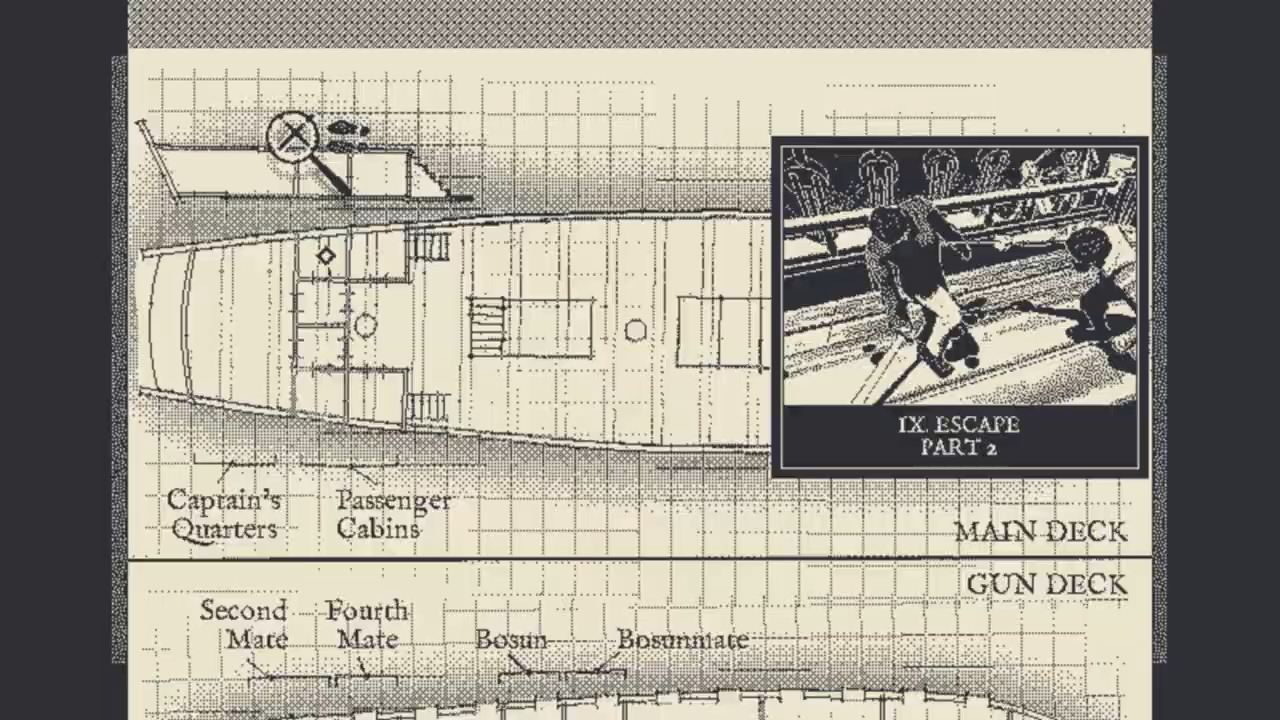 IX. ESCAPE
PART 2
Captain's
Quarters
Passenger
Cabins
MAIN DECK
GUN DECK
Second
Mate
Fourth
Mate
Bosun
Bosunmate